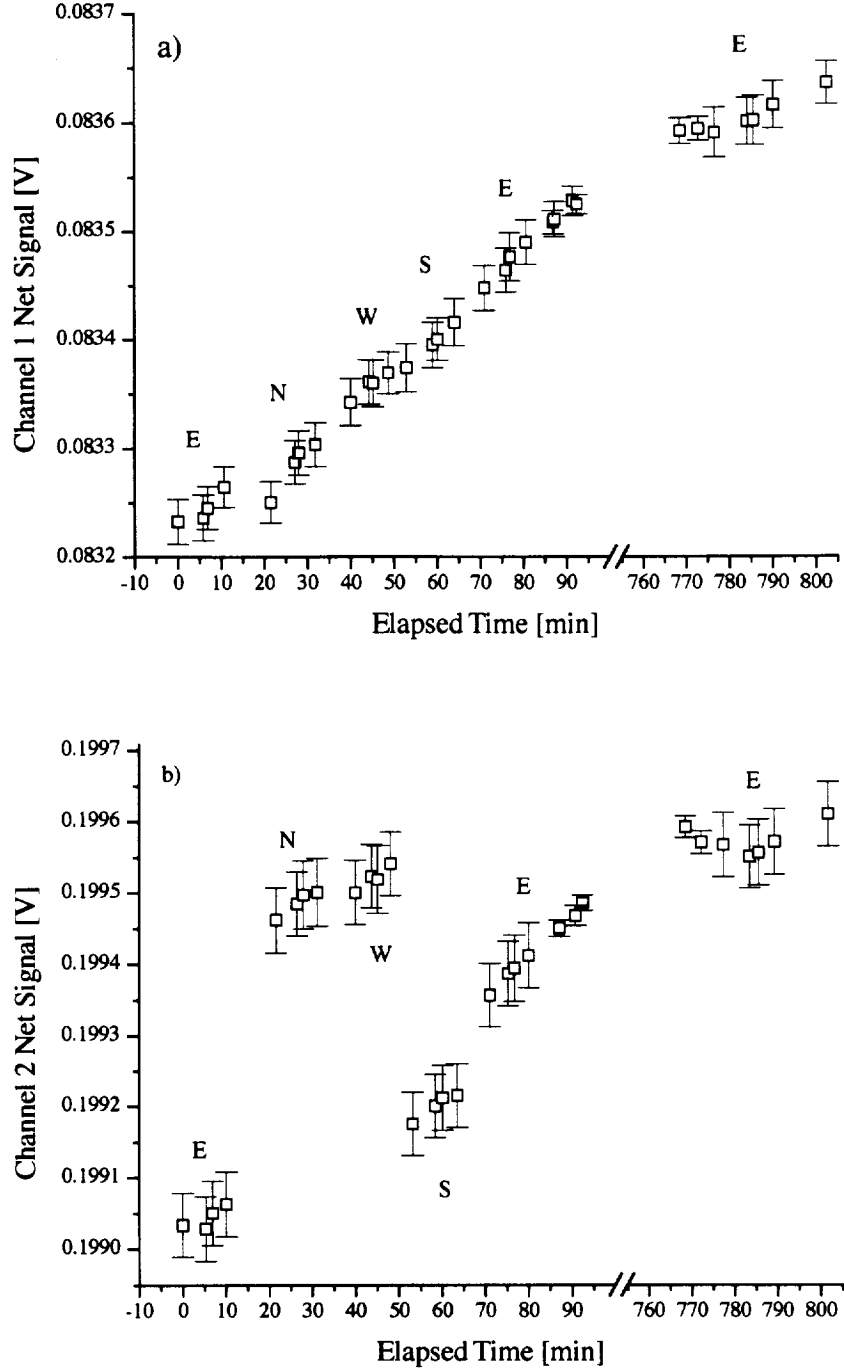 a)
E
E
E
S
W
N
E
0.0837
0.0836
0.0835
0.0834
0.0833
0.0832
Channel 1 Net Signal [V]
-10 0 10 20 30 40 50 60 70 80 90 760 770 780 790 800
Elapsed Time [min]
b)
E
N
E
W
E
S
0.1997
0.1996
0.1995
0.1994
0.1993
0.1992
0.1991
0.1990
Channel 2 Net Signal [V]
-10 0 10 20 30 40 50 60 70 80 90 760 770 780 790 800
Elapsed Time [min]